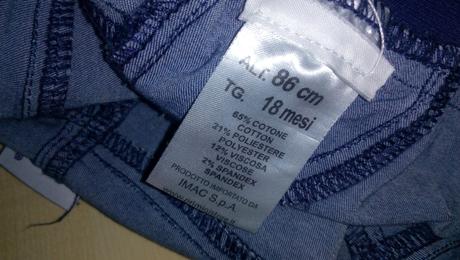 ALT. 86 cm
TG. 18 mesi
65% COTONE
COTTON
21% POLIESTERE
POLYESTER
12% VISCOSA
VISCOSE
2% SPANDEX
SPANDEX
PRODOTTO IMPORTATO DA
IMAC S.p.A.